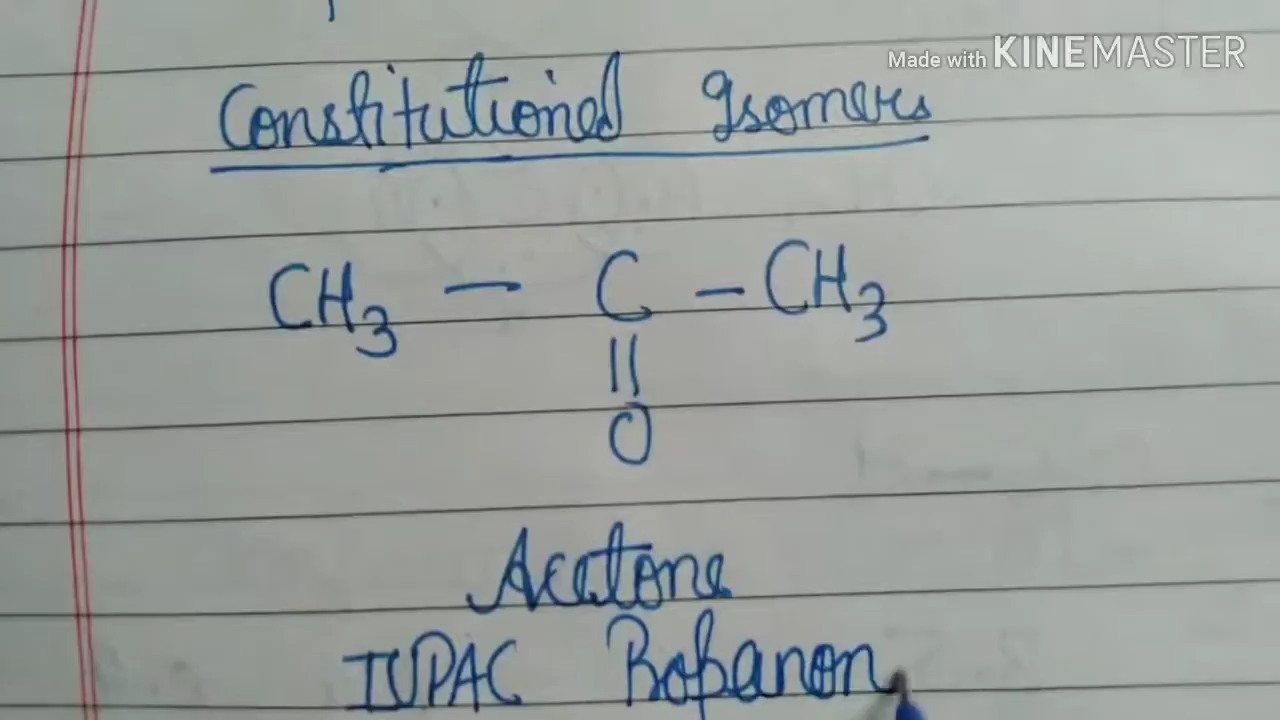 Made with KINEMASTER
Constitutional Isomers
CH3 — C — CH3
||
O
Acetone
IUPAC Propanon